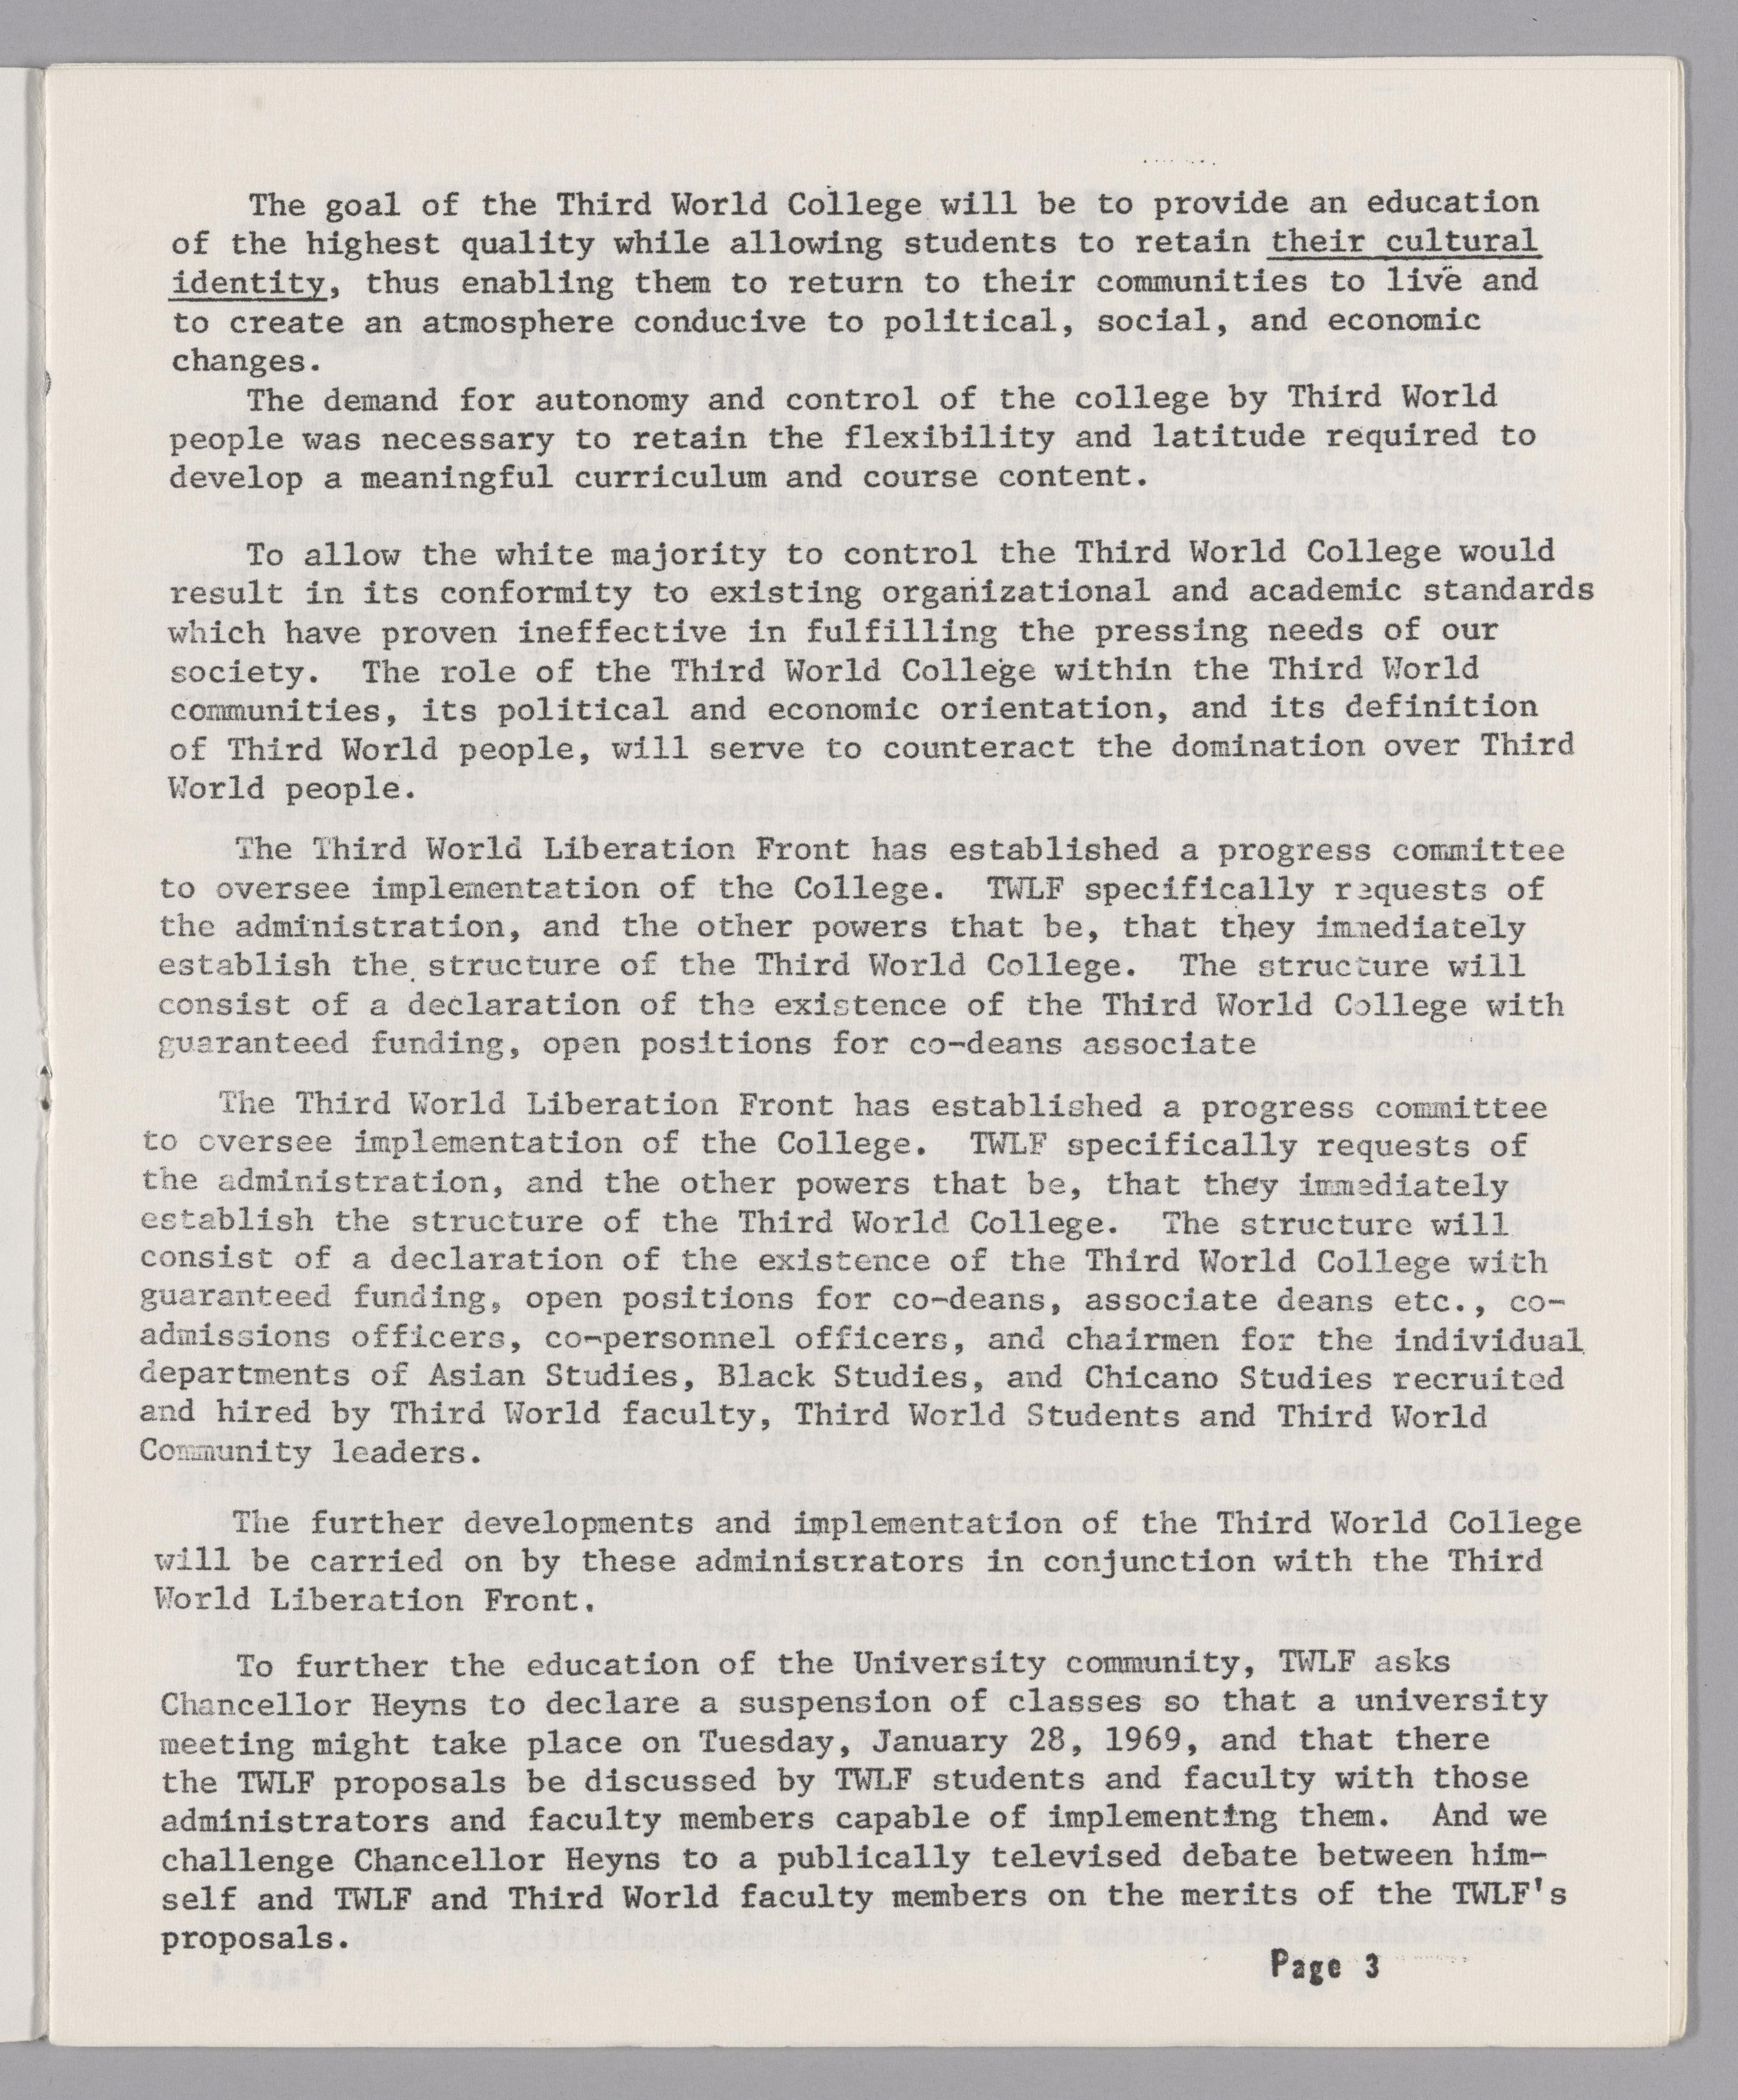 The goal of the Third World College will be to provide an education
of the highest quality while allowing students to retain their cultural
identity, thus enabling them to return to their communities to live and
to create an atmosphere conducive to political, social, and economic
changes.
The demand for autonomy and control of the college by Third World
people was necessary to retain the flexibility and latitude required to
develop a meaningful curriculum and course content.
To allow the white majority to control the Third World College would
result in its conformity to existing organizational and academic standards
which have proven ineffective in fulfilling the pressing needs of our
society. The role of the Third World College within the Third World
communities, its political and economic orientation, and its definition
of Third World people, will serve to counteract the domination over Third
World people.
The Third World Liberation Front has established a progress committee
to oversee implementation of the College. TWLF specifically requests of
the administration, and the other powers that be, that they immediately
establish the structure of the Third World College. The structure will
consist of a declaration of the existence of the Third World College with
guaranteed funding, open positions for co-deans associate
The Third World Liberation Front has established a progress committee
to oversee implementation of the College. TWLF specifically requests of
the administration, and the other powers that be, that they immediately
establish the structure of the Third World College. The structure will
consist of a declaration of the existence of the Third World College with
guaranteed funding, open positions for co-deans, associate deans etc., co-
admissions officers, co-personnel officers, and chairmen for the individual
departments of Asian Studies, Black Studies, and Chicano Studies recruited
and hired by Third World faculty, Third World Students and Third World
Community leaders.
The further developments and implementation of the Third World College
will be carried on by these administrators in conjunction with the Third
World Liberation Front.
To further the education of the University community, TWLF asks
Chancellor Heyns to declare a suspension of classes so that a university
meeting might take place on Tuesday, January 28, 1969, and that there
the TWLF proposals be discussed by TWLF students and faculty with those
administrators and faculty members capable of implementing them. And we
challenge Chancellor Heyns to a publically televised debate between him-
self and TWLF and Third World faculty members on the merits of the TWLF's
proposals.
Page 3